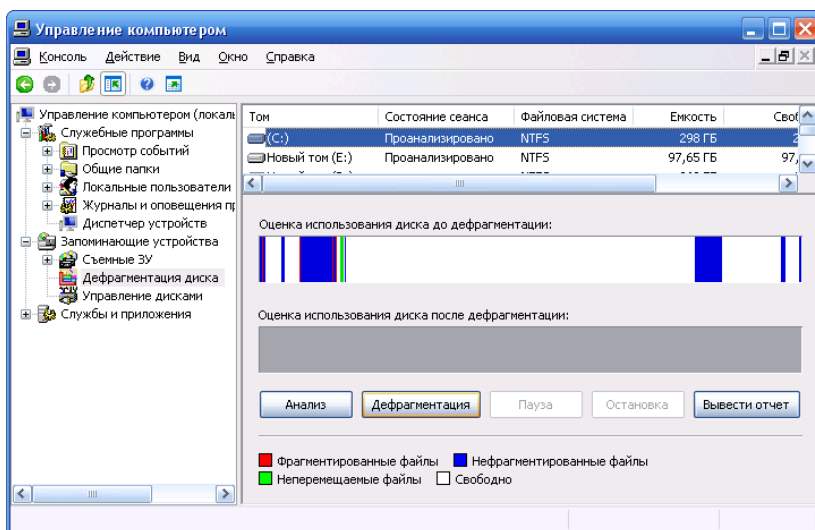 Управление компьютером
Консоль Действие Вид Окно Справка
Управление компьютером (локаль
Служебные программы
Просмотр событий
Общие папки
Локальные пользователи
Журналы и оповещения пр
Диспетчер устройств
Запоминающие устройства
Съемные ЗУ
Дефрагментация диска
Управление дисками
Службы и приложения
Том Состояние сеанса Файловая система Емкость Своб
(C:) Проанализировано NTFS 298 ГБ 2
Новый том (E:) Проанализировано NTFS 97,65 ГБ 97,
Оценка использования диска до дефрагментации:
Оценка использования диска после дефрагментации:
Анализ Дефрагментация Пауза Остановка Вывести отчет
Фрагментированные файлы Нефрагментированные файлы
Неперемещаемые файлы Свободно